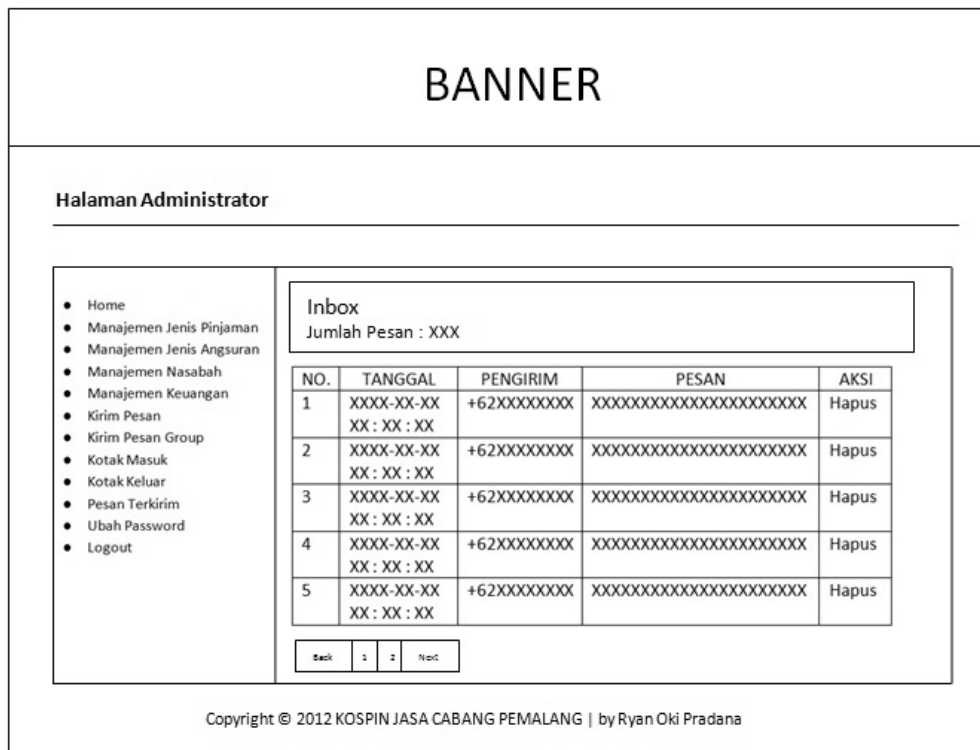 BANNER
Halaman Administrator
● Home
● Manajemen Jenis Pinjaman
● Manajemen Jenis Angsuran
● Manajemen Nasabah
● Manajemen Keuangan
● Kirim Pesan
● Kirim Pesan Group
● Kotak Masuk
● Kotak Keluar
● Pesan Terkirim
● Ubah Password
● Logout
Inbox
Jumlah Pesan : XXX
NO. TANGGAL PENGIRIM PESAN AKSI
1 XXXX-XX-XX +62XXXXXXXX XXXXXXXXXXXXXXXXXXXXXX Hapus
XX : XX : XX
2 XXXX-XX-XX +62XXXXXXXX XXXXXXXXXXXXXXXXXXXXXX Hapus
XX : XX : XX
3 XXXX-XX-XX +62XXXXXXXX XXXXXXXXXXXXXXXXXXXXXX Hapus
XX : XX : XX
4 XXXX-XX-XX +62XXXXXXXX XXXXXXXXXXXXXXXXXXXXXX Hapus
XX : XX : XX
5 XXXX-XX-XX +62XXXXXXXX XXXXXXXXXXXXXXXXXXXXXX Hapus
XX : XX : XX
Back 1 2 Next
Copyright © 2012 KOSPIN JASA CABANG PEMALANG | by Ryan Oki Pradana